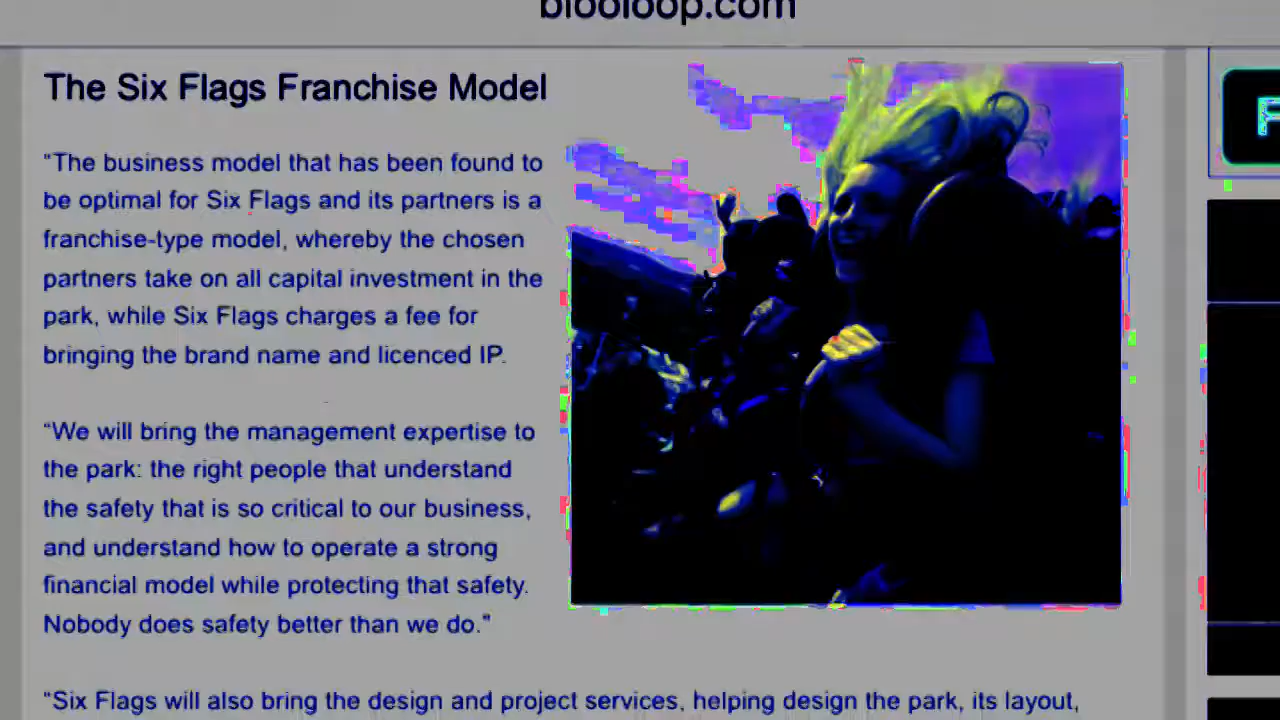 blooloop.com
The Six Flags Franchise Model
“The business model that has been found to
be optimal for Six Flags and its partners is a
franchise-type model, whereby the chosen
partners take on all capital investment in the
park, while Six Flags charges a fee for
bringing the brand name and licenced IP.
“We will bring the management expertise to
the park: the right people that understand
the safety that is so critical to our business,
and understand how to operate a strong
financial model while protecting that safety.
Nobody does safety better than we do.”
“Six Flags will also bring the design and project services, helping design the park, its layout,